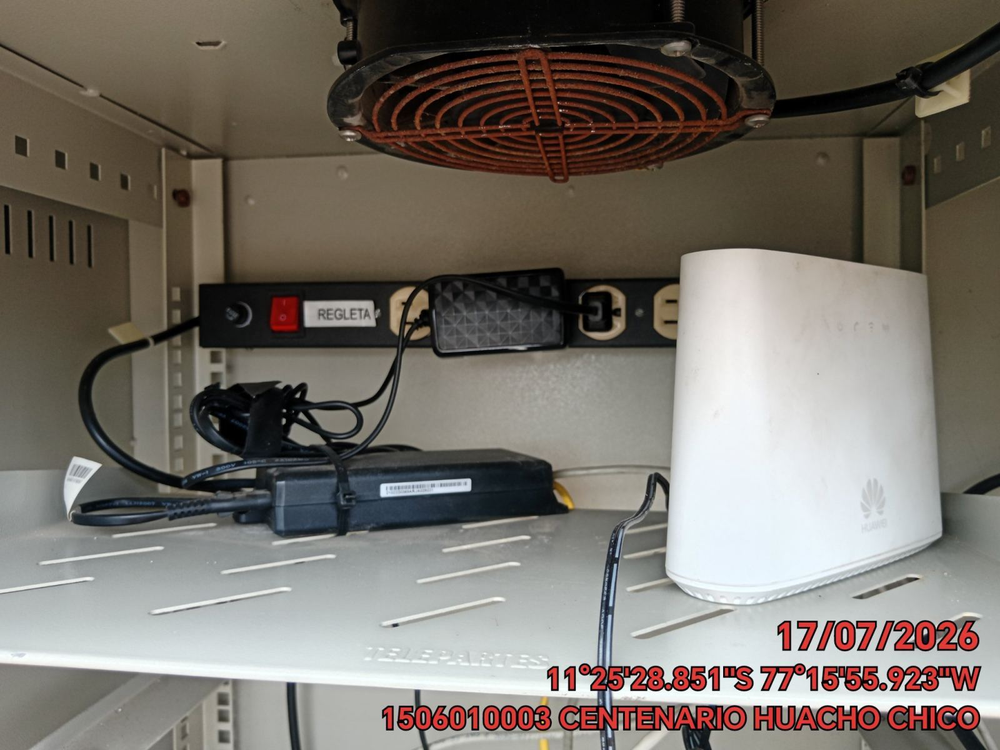 REGLETA
HUAWEI
TELEPARTES
17/07/2026
11°25'28.851"S 77°15'55.923"W
1506010003 CENTENARIO HUACHO CHICO